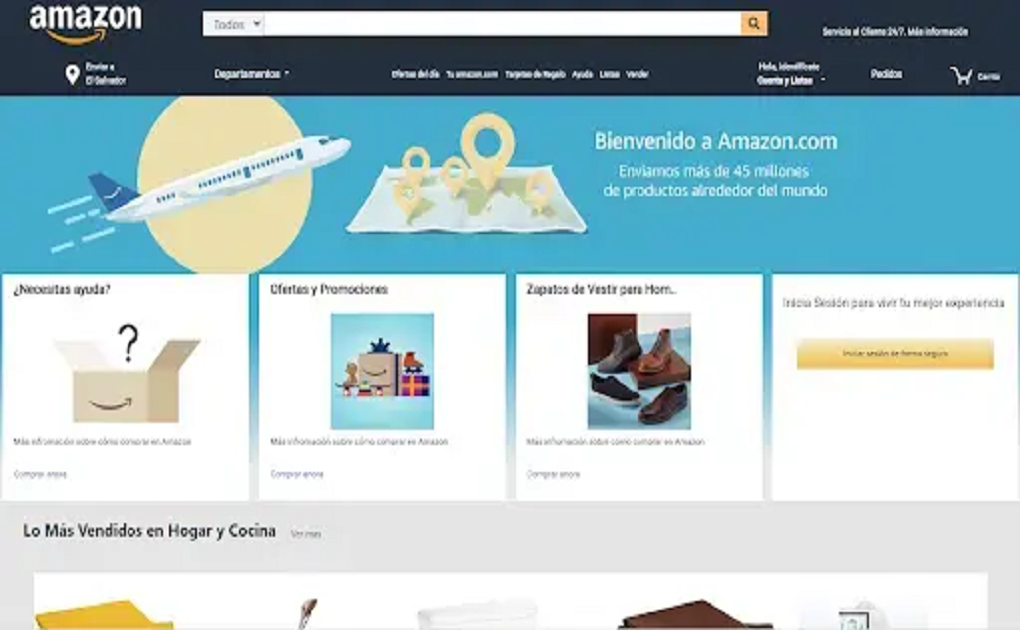 amazon
Todos
Servicio al Cliente 24/7. Más información
Enviar a
El Salvador
Departamentos
Ofertas del día Tu amazon.com Tarjetas de Regalo Ayuda Listas Vender
Hola, identifícate
Cuenta y Listas
Pedidos
Carrito
Bienvenido a Amazon.com
Enviamos más de 45 millones
de productos alrededor del mundo
¿Necesitas ayuda?
Ofertas y Promociones
Zapatos de Vestir para Hom...
Inicia Sesión para vivir tu mejor experiencia
?
Iniciar sesión de forma segura
Más infromación sobre cómo comprar en Amazon
Más infromación sobre cómo comprar en Amazon
Más infromación sobre cómo comprar en Amazon
Comprar ahora
Comprar ahora
Comprar ahora
Lo Más Vendidos en Hogar y Cocina
Ver más